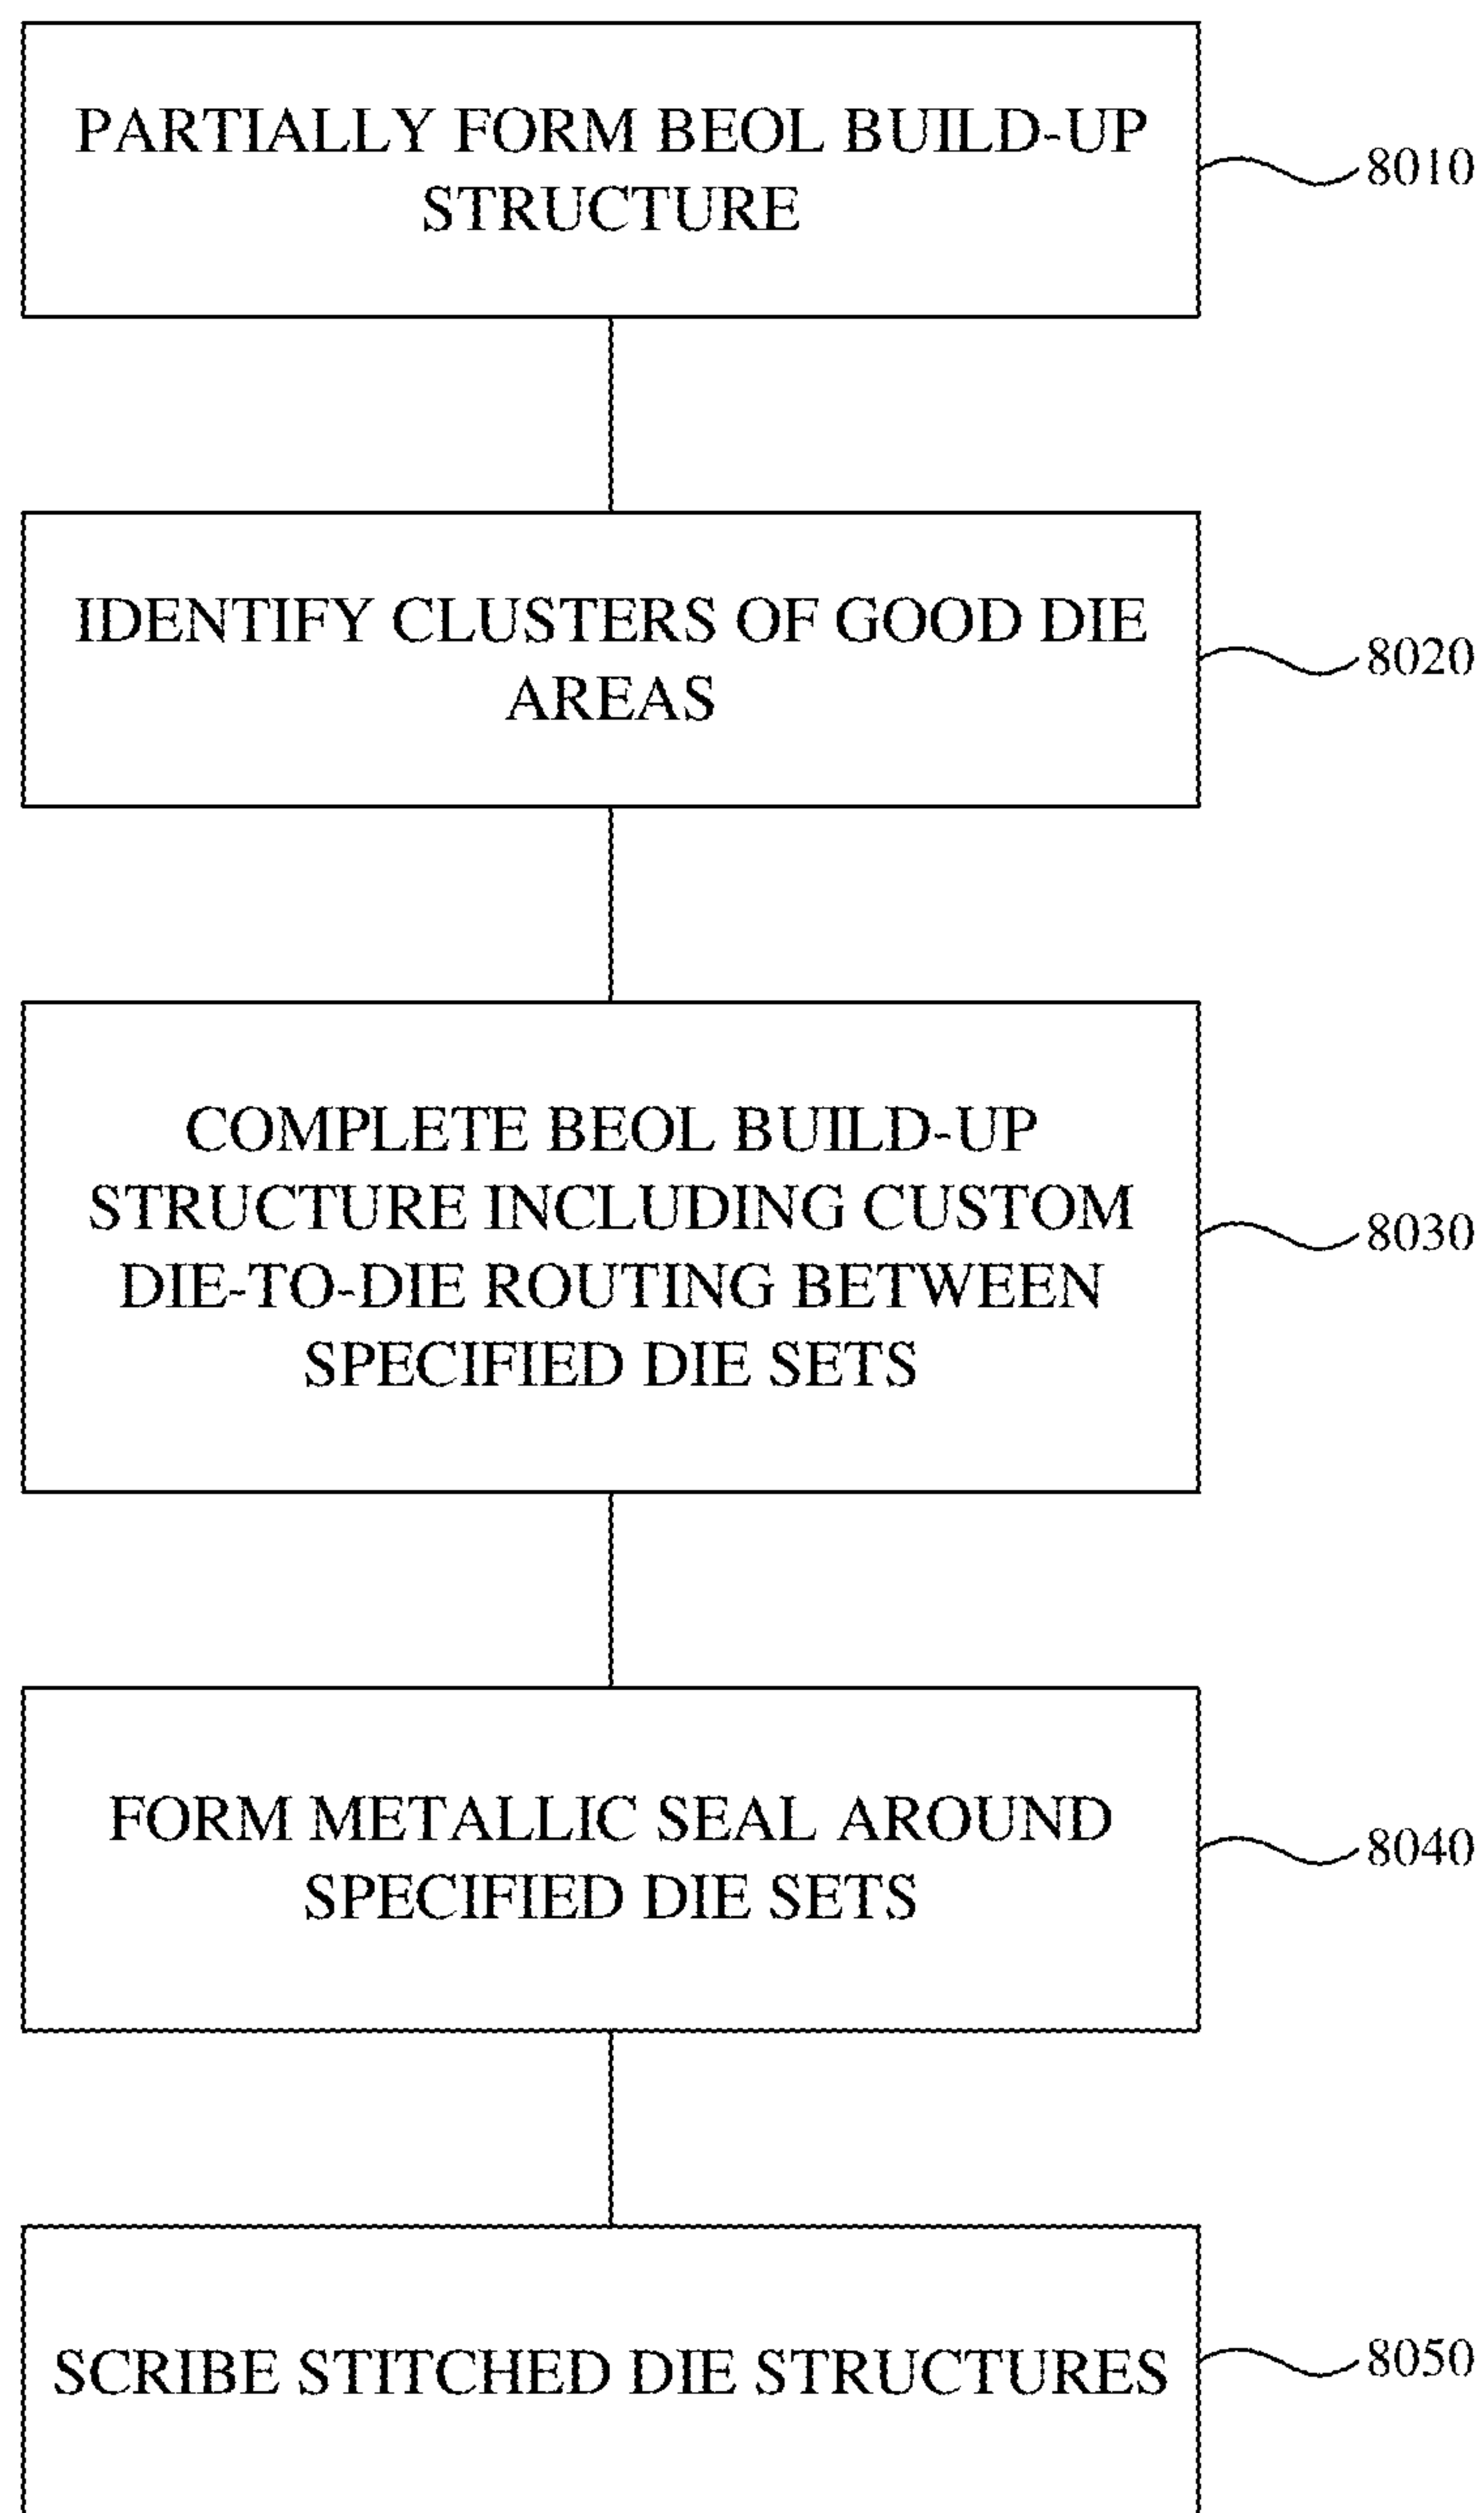 PARTIALLY FORM BEOL BUILD-UP
STRUCTURE
8010
IDENTIFY CLUSTERS OF GOOD DIE
AREAS
8020
COMPLETE BEOL BUILD-UP
STRUCTURE INCLUDING CUSTOM
DIE-TO-DIE ROUTING BETWEEN
SPECIFIED DIE SETS
8030
FORM METALLIC SEAL AROUND
SPECIFIED DIE SETS
8040
SCRIBE STITCHED DIE STRUCTURES
8050